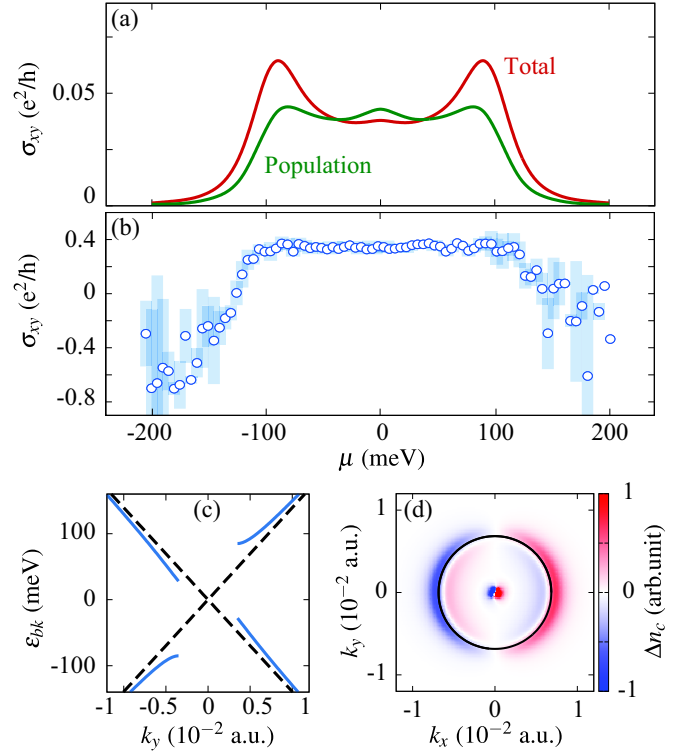 (a)
Total
Population
σxy (e²/h)
0.05
0
(b)
σxy (e²/h)
0.4
0
-0.4
-0.8
-200 -100 0 100 200
μ (meV)
(c)
εbk (meV)
100
0
-100
-1 -0.5 0 0.5 1
ky (10⁻² a.u.)
(d)
ky (10⁻² a.u.)
1
0
-1
-1 0 1
kx (10⁻² a.u.)
1
0
-1
Δnc (arb.unit)